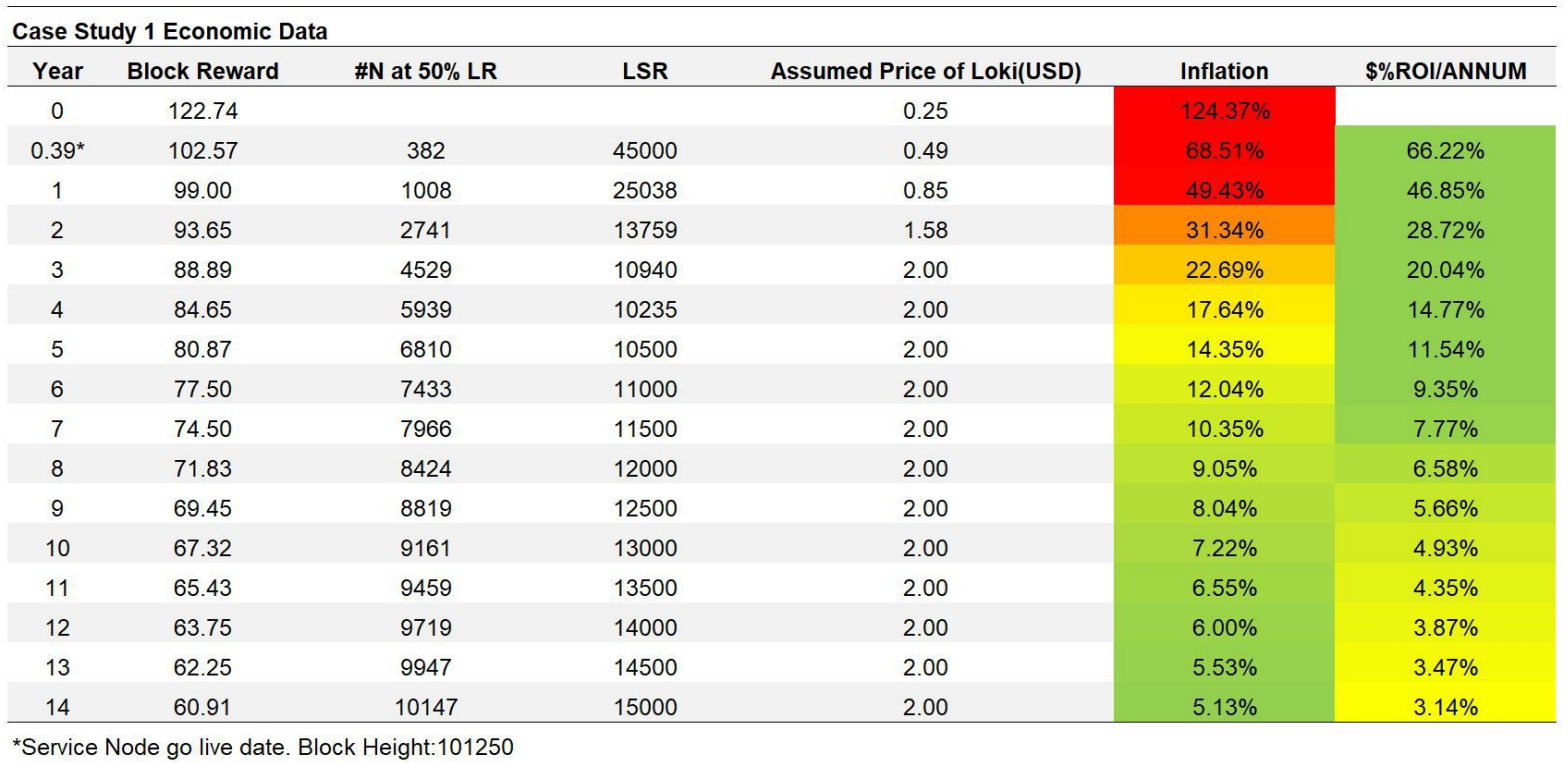 Case Study 1 Economic Data
Year Block Reward #N at 50% LR LSR Assumed Price of Loki(USD) Inflation $%ROI/ANNUM
0 122.74 0.25 124.37%
0.39* 102.57 382 45000 0.49 68.51% 66.22%
1 99.00 1008 25038 0.85 49.43% 46.85%
2 93.65 2741 13759 1.58 31.34% 28.72%
3 88.89 4529 10940 2.00 22.69% 20.04%
4 84.65 5939 10235 2.00 17.64% 14.77%
5 80.87 6810 10500 2.00 14.35% 11.54%
6 77.50 7433 11000 2.00 12.04% 9.35%
7 74.50 7966 11500 2.00 10.35% 7.77%
8 71.83 8424 12000 2.00 9.05% 6.58%
9 69.45 8819 12500 2.00 8.04% 5.66%
10 67.32 9161 13000 2.00 7.22% 4.93%
11 65.43 9459 13500 2.00 6.55% 4.35%
12 63.75 9719 14000 2.00 6.00% 3.87%
13 62.25 9947 14500 2.00 5.53% 3.47%
14 60.91 10147 15000 2.00 5.13% 3.14%
*Service Node go live date. Block Height:101250